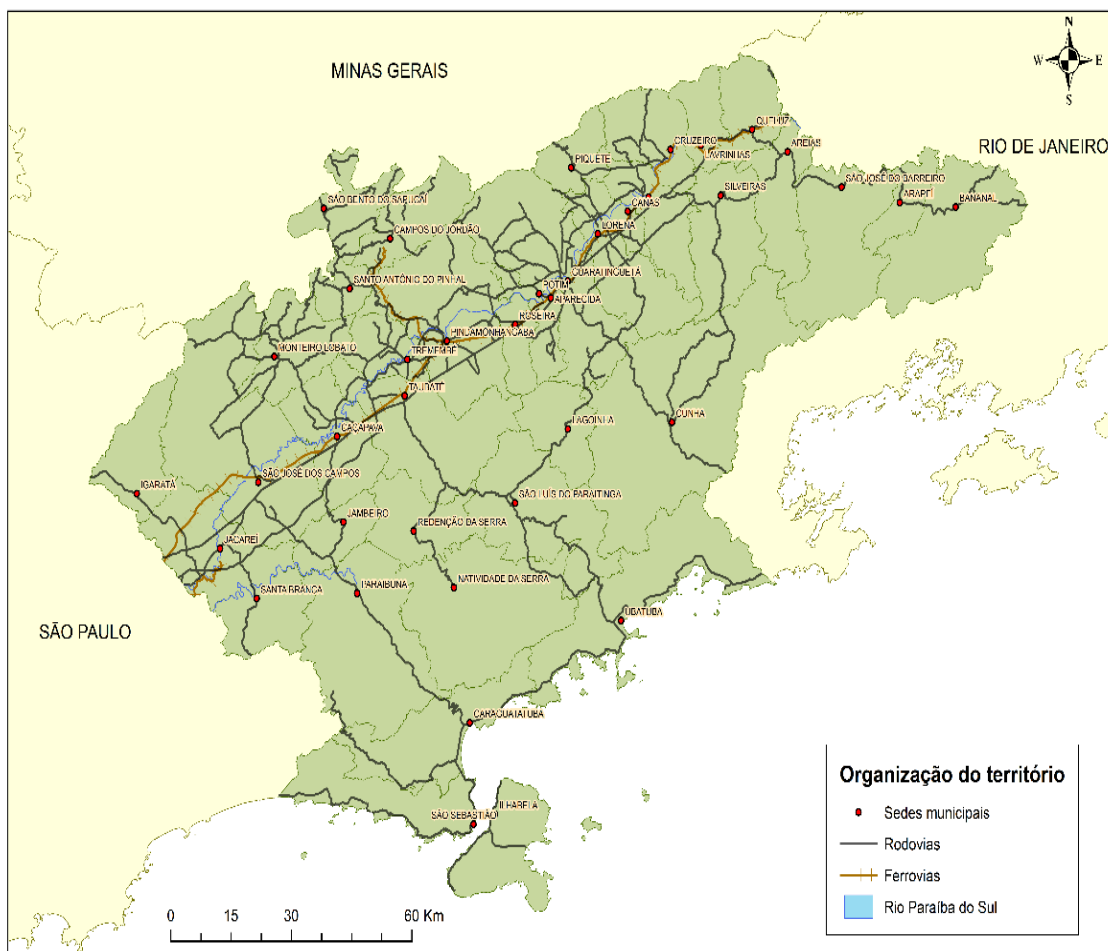 N
W
E
S
MINAS GERAIS
RIO DE JANEIRO
QUELUZ
CRUZEIRO
LAVRINHAS
AREIAS
PIQUETE
SÃO JOSÉ DO BARREIRO
SILVEIRAS
ARAPEÍ
BANANAL
SÃO BENTO DO SAPUCAÍ
CANAS
CAMPOS DO JORDÃO
LORENA
GUARATINGUETÁ
SANTO ANTÔNIO DO PINHAL
POTIM
APARECIDA
ROSEIRA
PINDAMONHANGABA
MONTEIRO LOBATO
TREMEMBÉ
TAUBATÉ
LAGOINHA
CUNHA
CAÇAPAVA
SÃO JOSÉ DOS CAMPOS
IGARATÁ
SÃO LUÍS DO PARAITINGA
JAMBEIRO
REDENÇÃO DA SERRA
JACAREÍ
SANTA BRANCA
PARAIBUNA
NATIVIDADE DA SERRA
UBATUBA
SÃO PAULO
CARAGUATATUBA
ILHABELA
SÃO SEBASTIÃO
Organização do território
Sedes municipais
Rodovias
Ferrovias
Rio Paraíba do Sul
0 15 30 60 Km